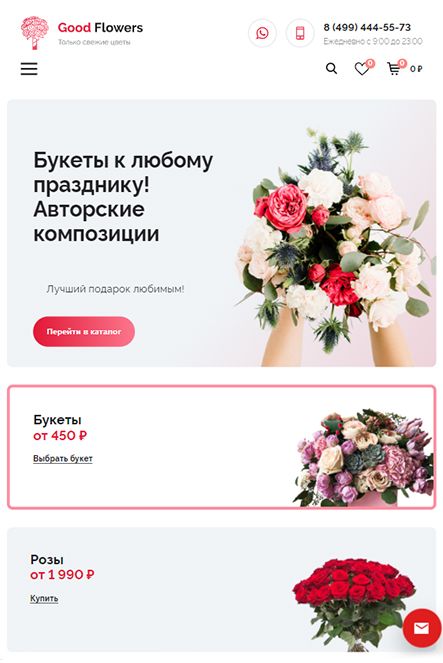 Good Flowers
Только свежие цветы
8 (499) 444-55-73
Ежедневно с 9:00 до 23:00
0
0
0 ₽
Букеты к любому
празднику!
Авторские
композиции
Лучший подарок любимым!
Перейти в каталог
Букеты
от 450 ₽
Выбрать букет
Розы
от 1 990 ₽
Купить